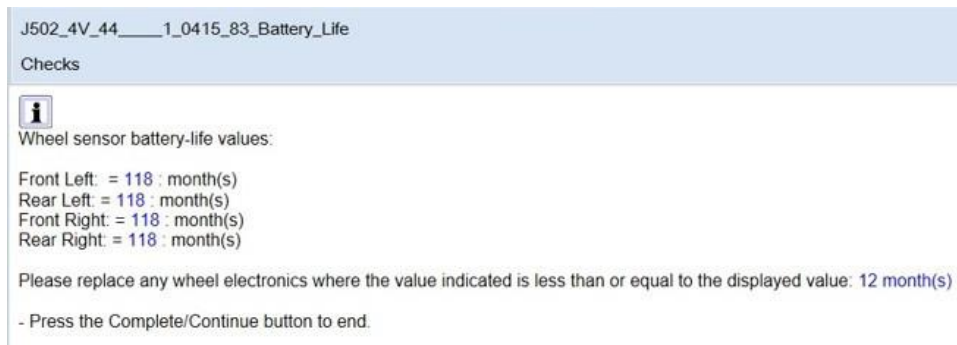 J502_4V_44_____1_0415_83_Battery_Life
Checks
i
Wheel sensor battery-life values:
Front Left:  = 118 : month(s)
Rear Left: = 118 : month(s)
Front Right: = 118 : month(s)
Rear Right: = 118 : month(s)
Please replace any wheel electronics where the value indicated is less than or equal to the displayed value: 12 month(s)
- Press the Complete/Continue button to end.